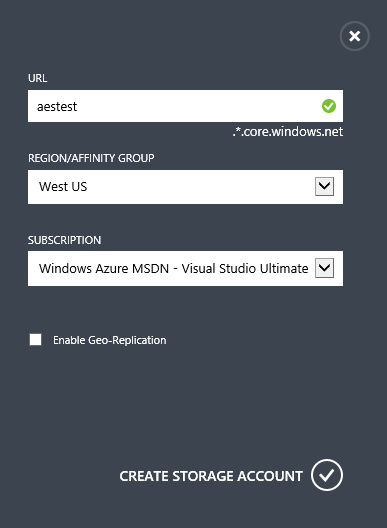 URL
aestest
.*.core.windows.net
REGION/AFFINITY GROUP
West US
SUBSCRIPTION
Windows Azure MSDN - Visual Studio Ultimate
Enable Geo-Replication
CREATE STORAGE ACCOUNT